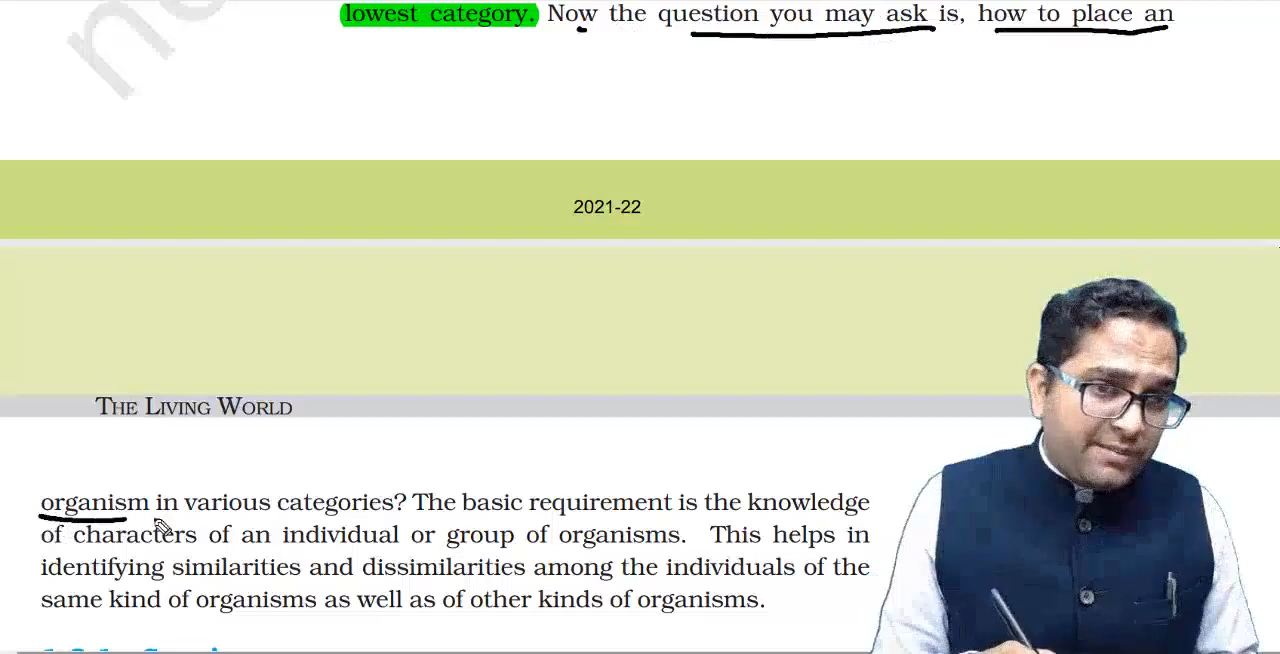 lowest category. Now the question you may ask is, how to place an
2021-22
THE LIVING WORLD
organism in various categories? The basic requirement is the knowledge
of characters of an individual or group of organisms. This helps in
identifying similarities and dissimilarities among the individuals of the
same kind of organisms as well as of other kinds of organisms.